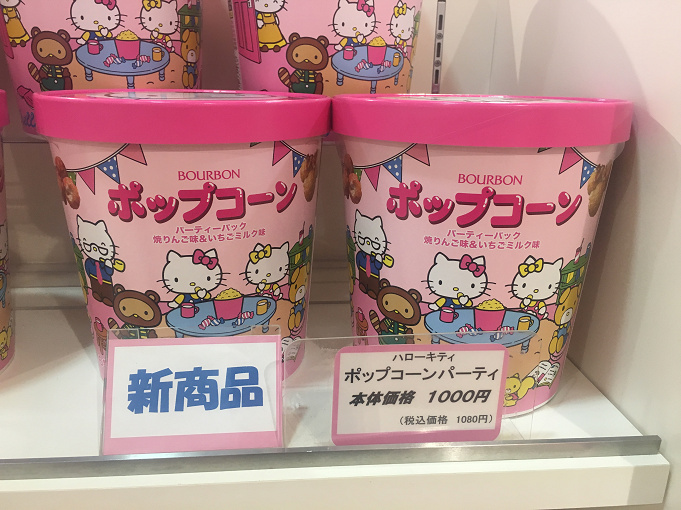 BOURBON
ポップコーン
パーティーパック
焼りんご味&いちごミルク味
BOURBON
ポップコーン
パーティーパック
焼りんご味&いちごミルク味
新商品
ハローキティ
ポップコーンパーティ
本体価格 1000円
(税込価格 1080円)